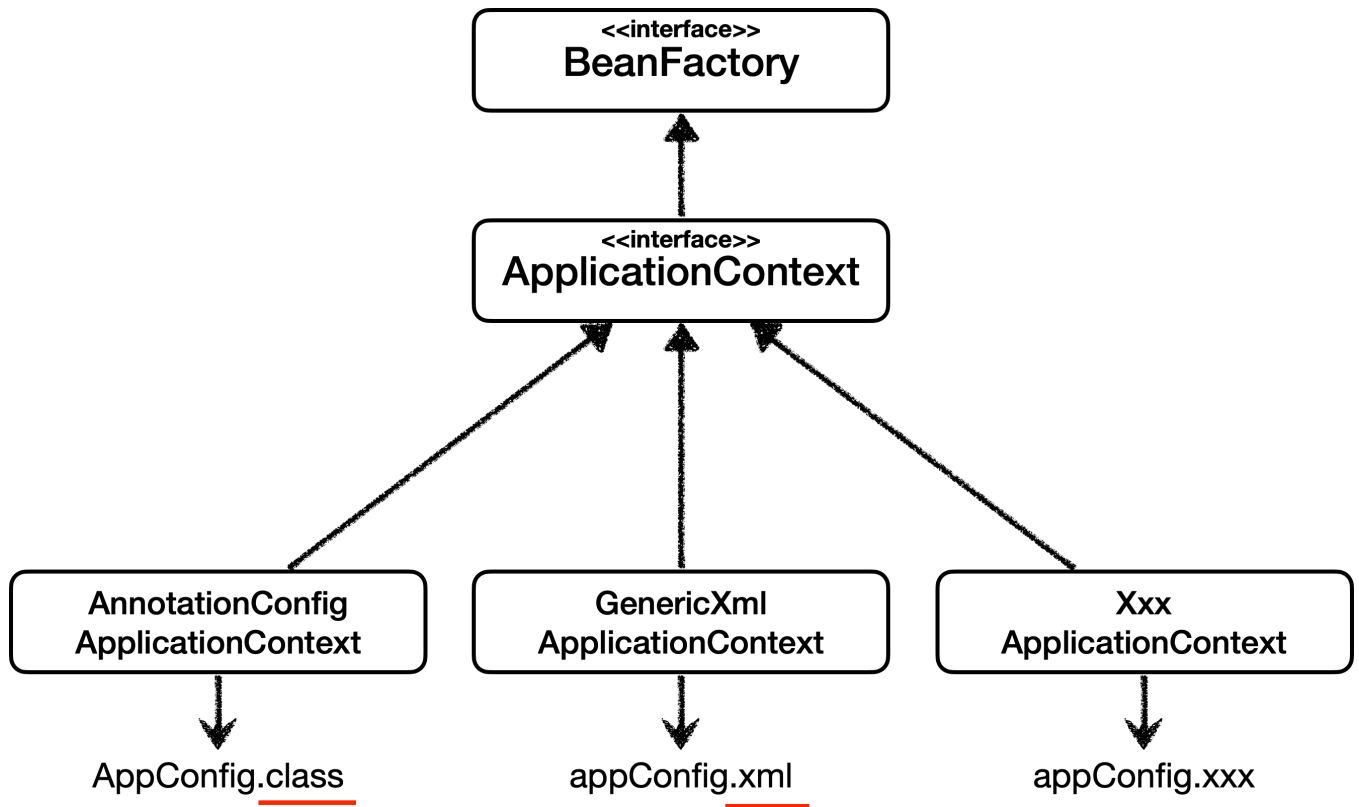 <<interface>>
BeanFactory
<<interface>>
ApplicationContext
AnnotationConfig
ApplicationContext
GenericXml
ApplicationContext
Xxx
ApplicationContext
AppConfig.class
appConfig.xml
appConfig.xxx